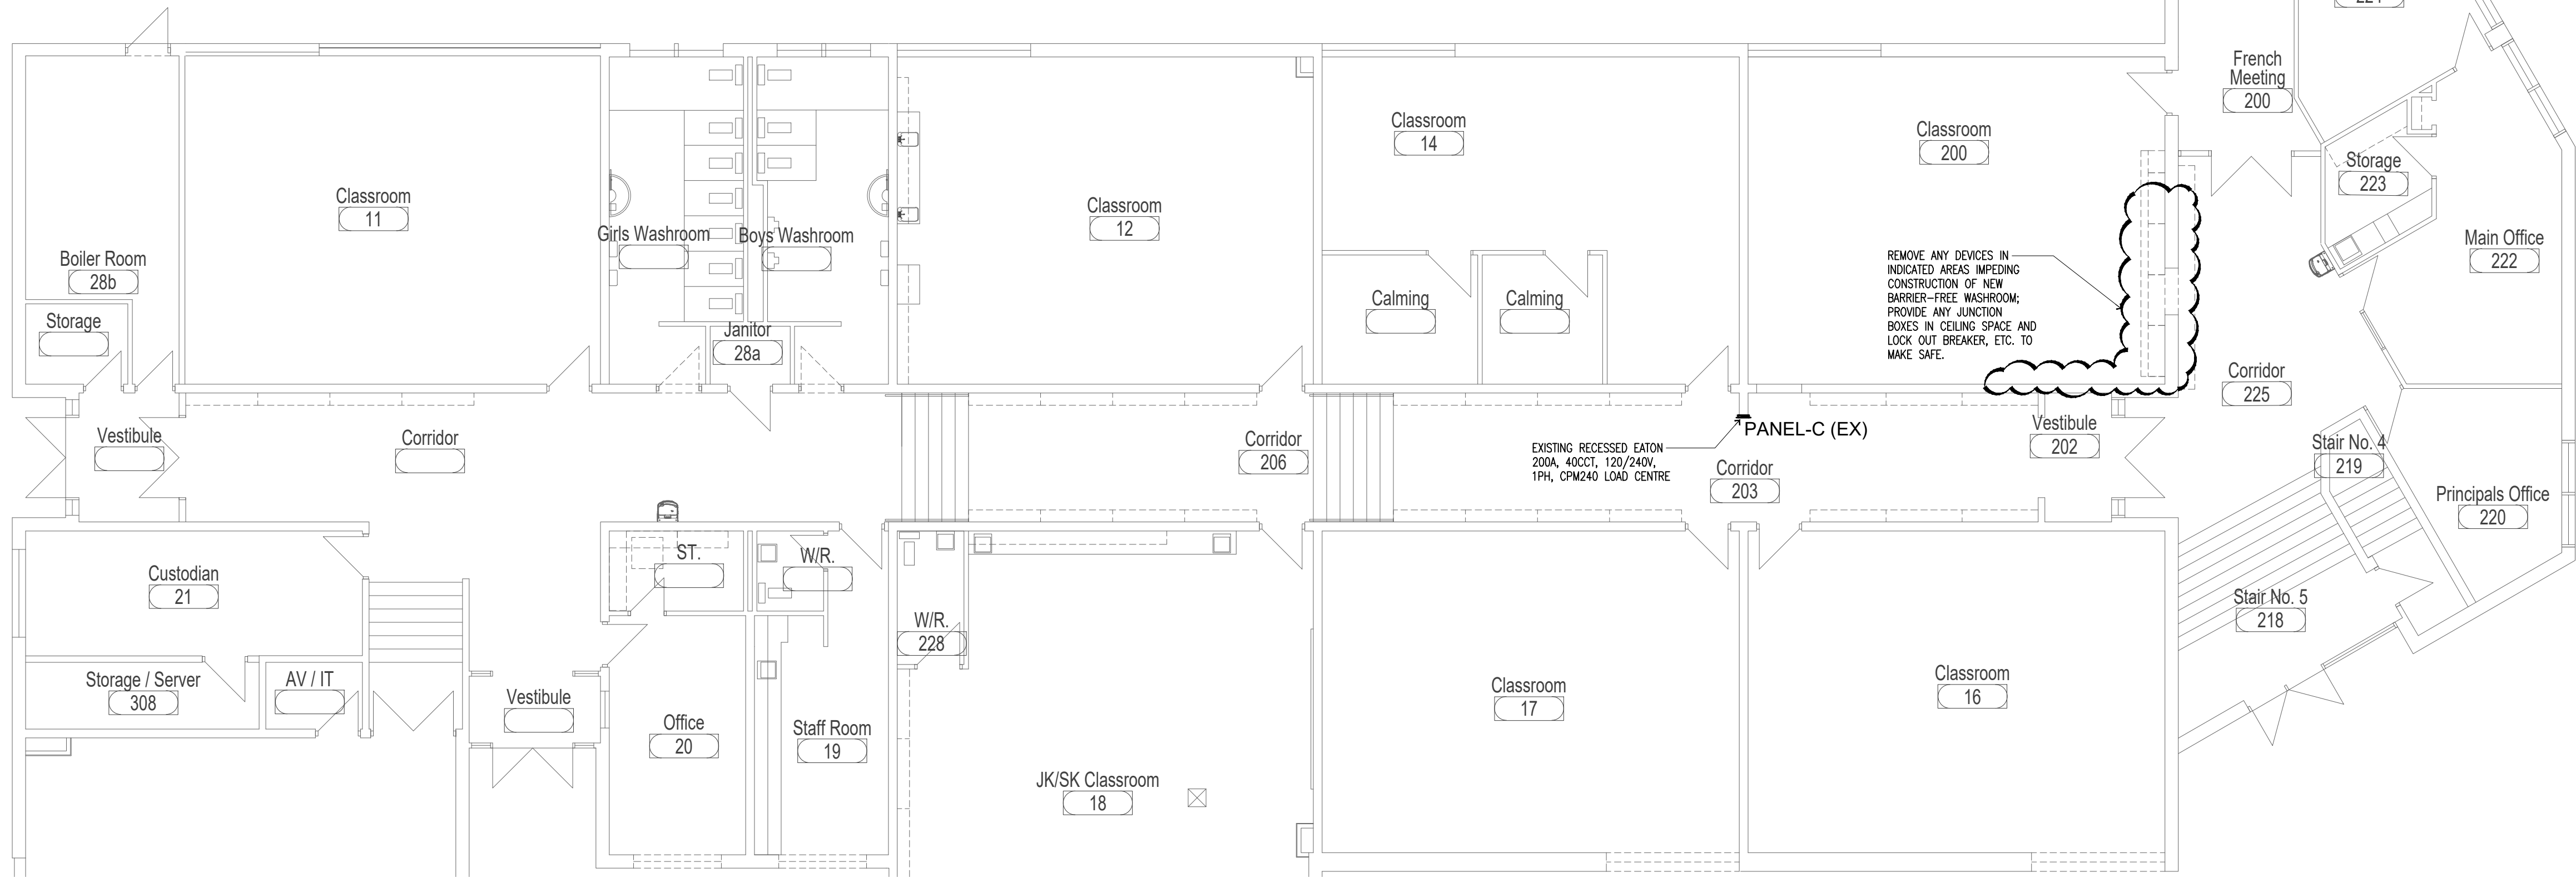 French
Meeting
200
Classroom
14
Classroom
200
Storage
223
Classroom
11
Classroom
12
Girls Washroom
Boys Washroom
Main Office
222
Boiler Room
28b
REMOVE ANY DEVICES IN
INDICATED AREAS IMPEDING
CONSTRUCTION OF NEW
BARRIER-FREE WASHROOM;
PROVIDE ANY JUNCTION
BOXES IN CEILING SPACE AND
LOCK OUT BREAKER, ETC. TO
MAKE SAFE.
Calming
Calming
Storage
Janitor
28a
Corridor
225
Vestibule
Corridor
Corridor
206
PANEL-C (EX)
EXISTING RECESSED EATON
200A, 40CCT, 120/240V,
1PH, CPM240 LOAD CENTRE
Corridor
203
Vestibule
202
Stair No. 4
219
Principals Office
220
Custodian
21
ST.
W/R.
W/R.
228
Stair No. 5
218
Storage / Server
308
AV / IT
Vestibule
Office
20
Staff Room
19
JK/SK Classroom
18
Classroom
17
Classroom
16